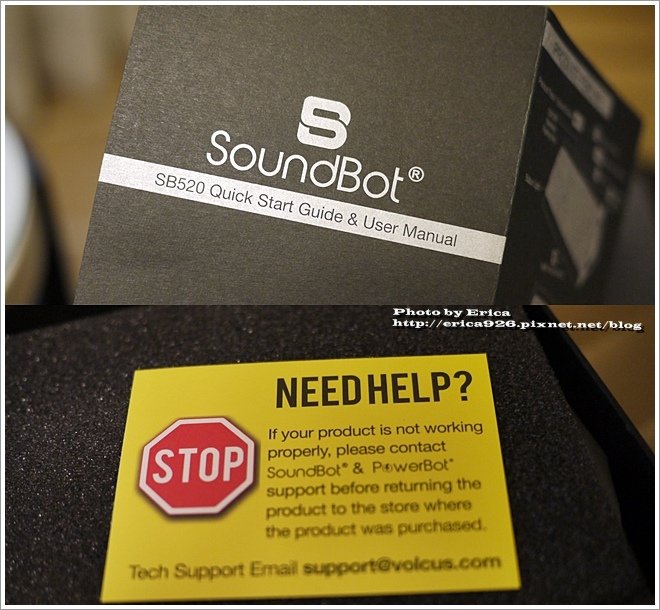 S
SoundBot®
SB520 Quick Start Guide & User Manual
Photo by Erica
http://erica926.pixnet.net/blog
NEED HELP?
STOP
If your product is not working
properly, please contact
SoundBot® & PowerBot®
support before returning the
product to the store where
the product was purchased.
Tech Support Email support@volcus.com